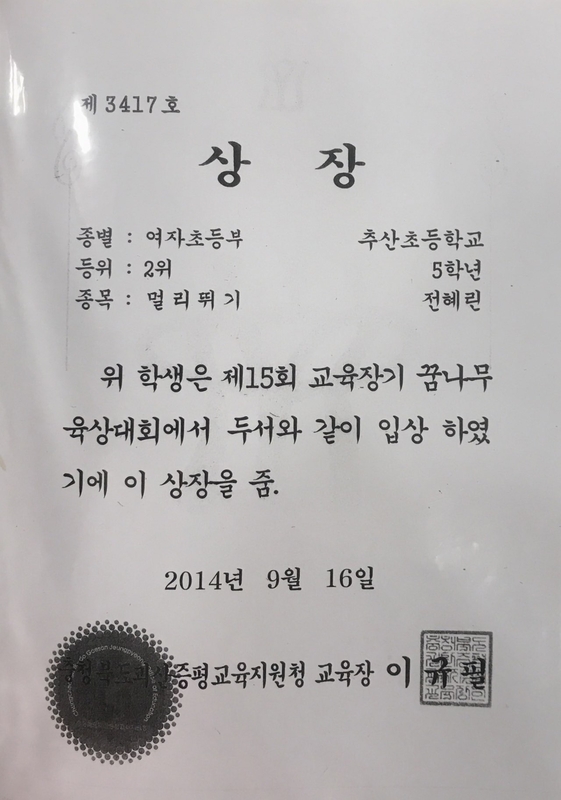 제 3417 호
상 장
종별 : 여자초등부 추산초등학교
등위 : 2위 5학년
종목 : 멀리뛰기 전혜린
위 학생은 제15회 교육장기 꿈나무
육상대회에서 두서와 같이 입상 하였
기에 이 상장을 줌.
2014년 9월 16일
충청북도괴산증평교육지원청 교육장 이규필